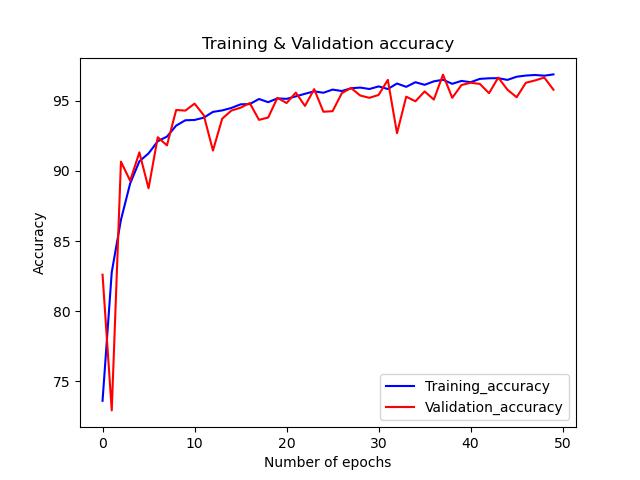 Training & Validation accuracy
95
90
85
80
75
Accuracy
Training_accuracy
Validation_accuracy
0 10 20 30 40 50
Number of epochs